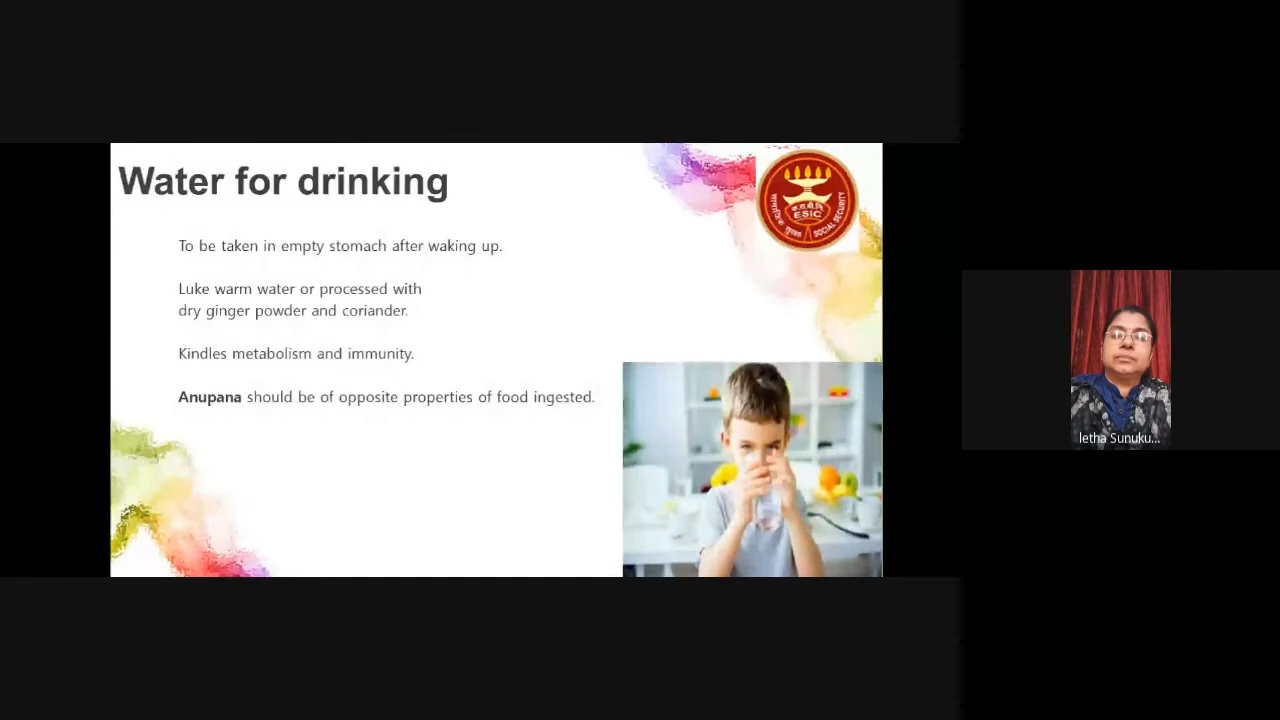 Water for drinking
To be taken in empty stomach after waking up.
Luke warm water or processed with
dry ginger powder and coriander.
Kindles metabolism and immunity.
Anupana should be of opposite properties of food ingested.
क.रा.बी.नि.
ESIC
SOCIAL SECURITY
letha Sunuku...